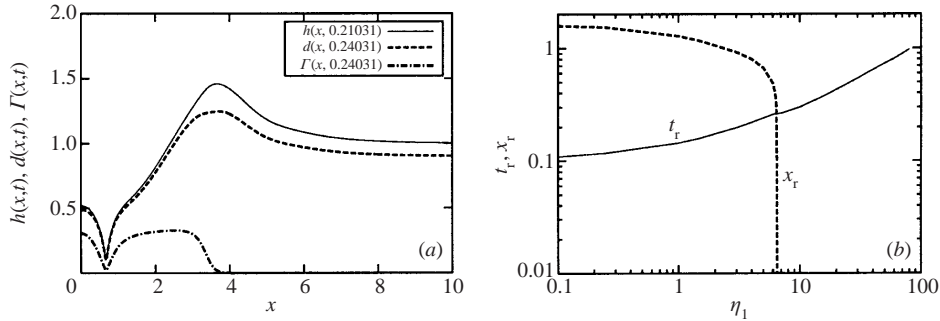 2.0
1.5
1.0
0.5
0
2
4
6
8
10
h(x, 0.21031)
d(x, 0.24031)
Γ(x, 0.24031)
h(x,t), d(x,t), Γ(x,t)
x
(a)
1
0.1
0.01
0.1
1
10
100
t_r, x_r
t_r
x_r
η_1
(b)